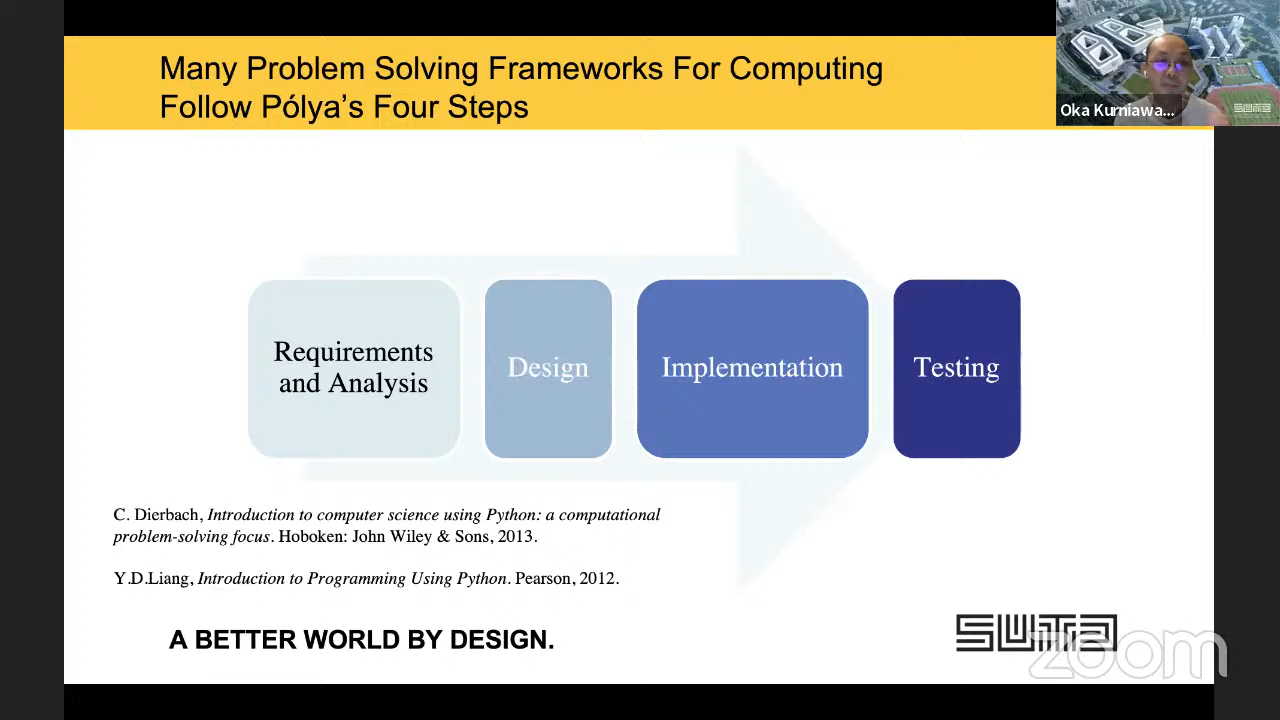 Many Problem Solving Frameworks For Computing
Follow Pólya’s Four Steps
Oka Kurniawa...
Requirements
and Analysis
Design
Implementation
Testing
C. Dierbach, Introduction to computer science using Python: a computational
problem-solving focus. Hoboken: John Wiley & Sons, 2013.
Y.D.Liang, Introduction to Programming Using Python. Pearson, 2012.
A BETTER WORLD BY DESIGN.
SUTD
zoom